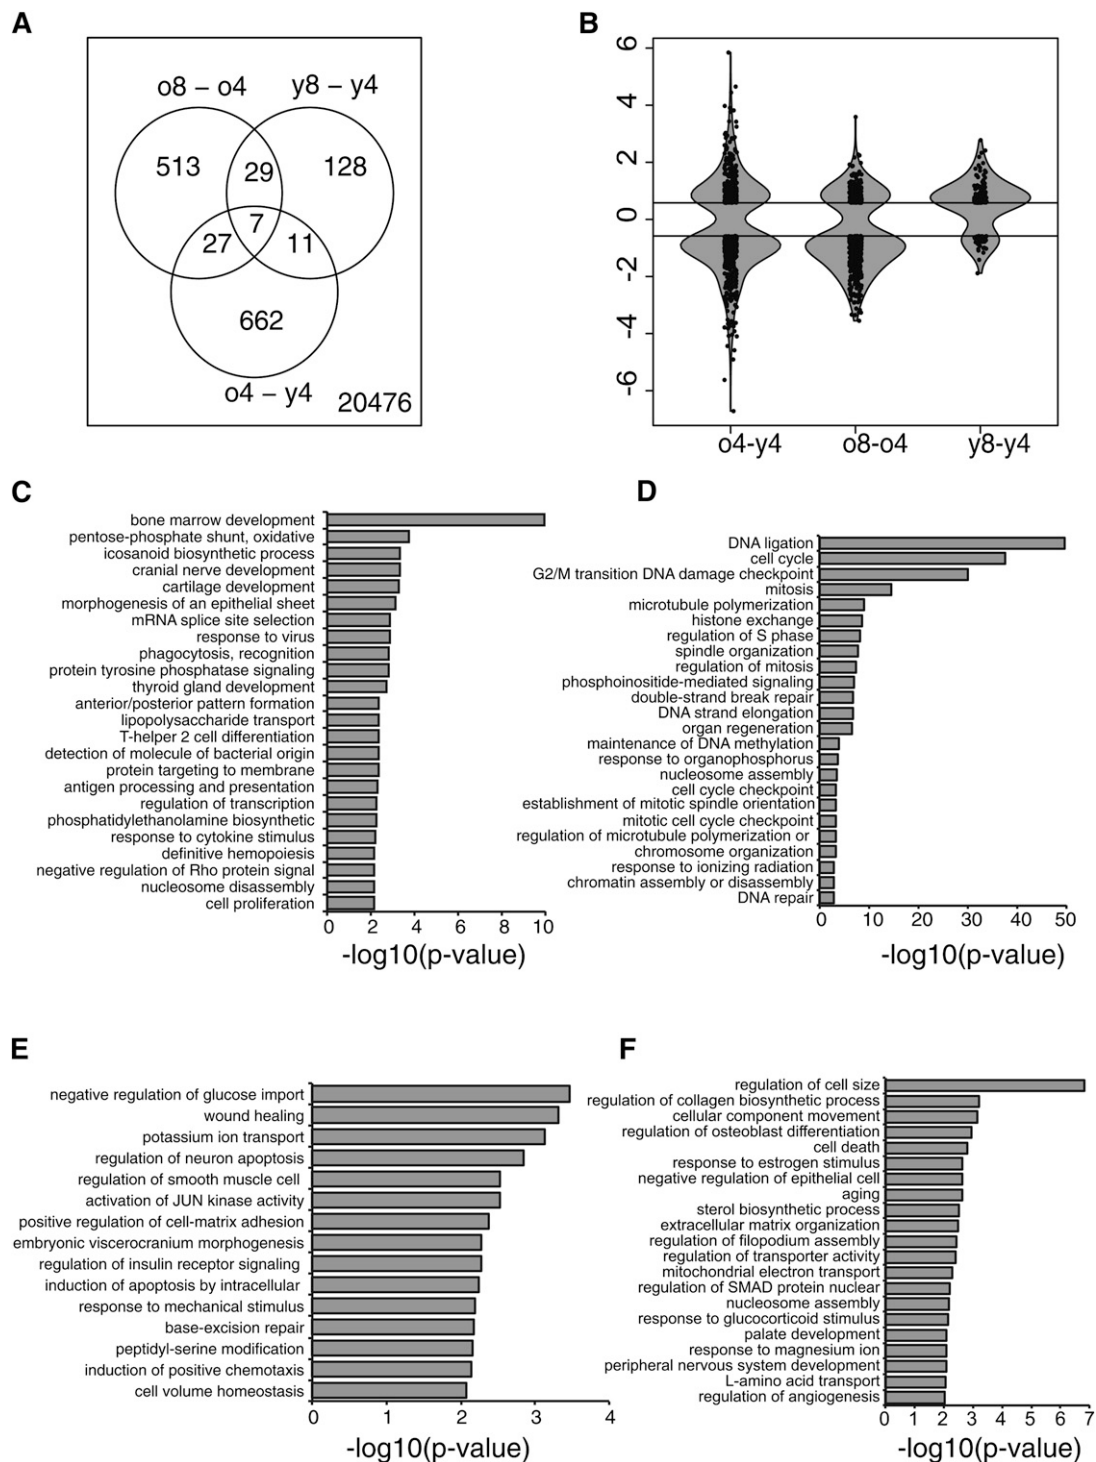 A
o8 – o4
y8 – y4
513
29
128
7
27
11
662
o4 – y4
20476
B
6
4
2
0
-2
-4
-6
o4-y4
o8-o4
y8-y4
C
bone marrow development
pentose-phosphate shunt, oxidative
icosanoid biosynthetic process
cranial nerve development
cartilage development
morphogenesis of an epithelial sheet
mRNA splice site selection
response to virus
phagocytosis, recognition
protein tyrosine phosphatase signaling
thyroid gland development
anterior/posterior pattern formation
lipopolysaccharide transport
T-helper 2 cell differentiation
detection of molecule of bacterial origin
protein targeting to membrane
antigen processing and presentation
regulation of transcription
phosphatidylethanolamine biosynthetic
response to cytokine stimulus
definitive hemopoiesis
negative regulation of Rho protein signal
nucleosome disassembly
cell proliferation
0 2 4 6 8 10
-log10(p-value)
D
DNA ligation
cell cycle
G2/M transition DNA damage checkpoint
mitosis
microtubule polymerization
histone exchange
regulation of S phase
spindle organization
regulation of mitosis
phosphoinositide-mediated signaling
double-strand break repair
DNA strand elongation
organ regeneration
maintenance of DNA methylation
response to organophosphorus
nucleosome assembly
cell cycle checkpoint
establishment of mitotic spindle orientation
mitotic cell cycle checkpoint
regulation of microtubule polymerization or
chromosome organization
response to ionizing radiation
chromatin assembly or disassembly
DNA repair
0 10 20 30 40 50
-log10(p-value)
E
negative regulation of glucose import
wound healing
potassium ion transport
regulation of neuron apoptosis
regulation of smooth muscle cell
activation of JUN kinase activity
positive regulation of cell-matrix adhesion
embryonic viscerocranium morphogenesis
regulation of insulin receptor signaling
induction of apoptosis by intracellular
response to mechanical stimulus
base-excision repair
peptidyl-serine modification
induction of positive chemotaxis
cell volume homeostasis
0 1 2 3 4
-log10(p-value)
F
regulation of cell size
regulation of collagen biosynthetic process
cellular component movement
regulation of osteoblast differentiation
cell death
response to estrogen stimulus
negative regulation of epithelial cell
aging
sterol biosynthetic process
extracellular matrix organization
regulation of filopodium assembly
regulation of transporter activity
mitochondrial electron transport
regulation of SMAD protein nuclear
nucleosome assembly
response to glucocorticoid stimulus
palate development
response to magnesium ion
peripheral nervous system development
L-amino acid transport
regulation of angiogenesis
0 1 2 3 4 5 6 7
-log10(p-value)